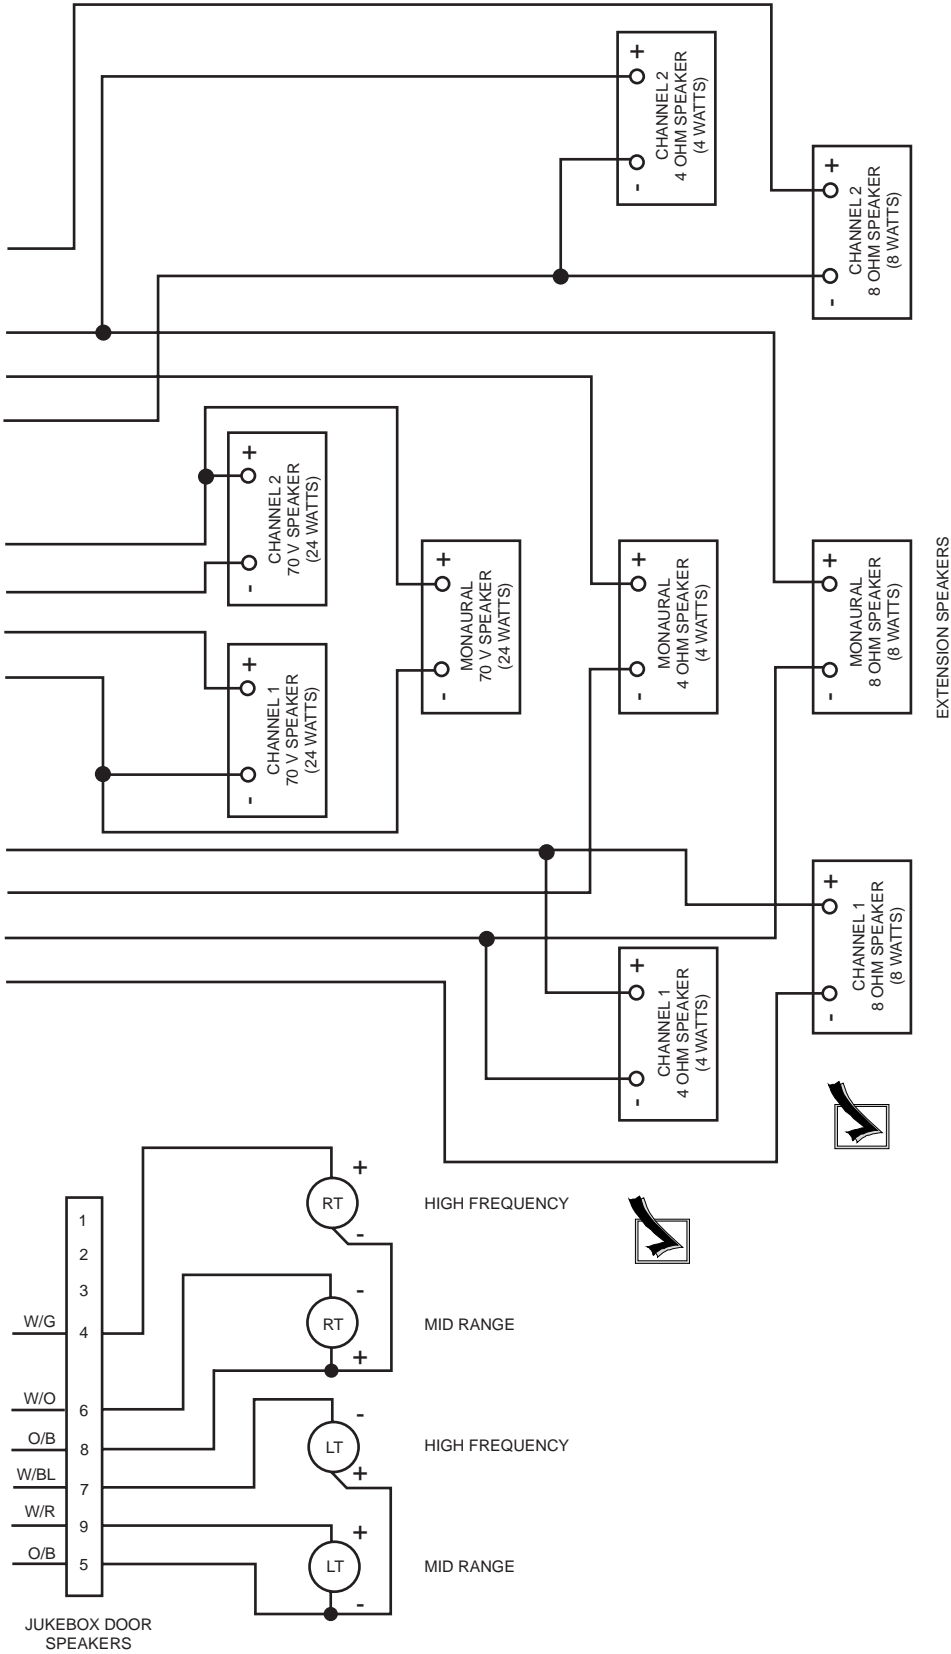 +
CHANNEL 2
4 OHM SPEAKER
(4 WATTS)
-
+
CHANNEL 2
8 OHM SPEAKER
(8 WATTS)
-
+
CHANNEL 2
70 V SPEAKER
(24 WATTS)
-
+
MONAURAL
70 V SPEAKER
(24 WATTS)
-
+
MONAURAL
4 OHM SPEAKER
(4 WATTS)
-
+
MONAURAL
8 OHM SPEAKER
(8 WATTS)
-
EXTENSION SPEAKERS
+
CHANNEL 1
70 V SPEAKER
(24 WATTS)
-
+
CHANNEL 1
8 OHM SPEAKER
(8 WATTS)
-
+
CHANNEL 1
4 OHM SPEAKER
(4 WATTS)
-
+
RT
-
HIGH FREQUENCY
-
RT
+
MID RANGE
-
LT
+
HIGH FREQUENCY
+
LT
-
MID RANGE
1
2
3
W/G 4
W/O 6
O/B 8
W/BL 7
W/R 9
O/B 5
JUKEBOX DOOR
SPEAKERS